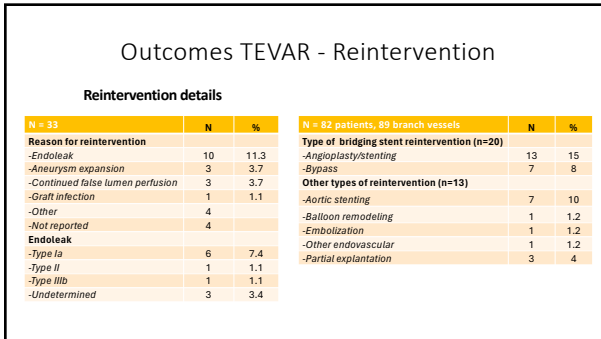 Outcomes TEVAR - Reintervention
Reintervention details
N = 33 N %
Reason for reintervention
-Endoleak 10 11.3
-Aneurysm expansion 3 3.7
-Continued false lumen perfusion 3 3.7
-Graft infection 1 1.1
-Other 4
-Not reported 4
Endoleak
-Type Ia 6 7.4
-Type II 1 1.1
-Type IIIb 1 1.1
-Undetermined 3 3.4
N = 82 patients, 89 branch vessels N %
Type of bridging stent reintervention (n=20)
-Angioplasty/stenting 13 15
-Bypass 7 8
Other types of reintervention (n=13)
-Aortic stenting 7 10
-Balloon remodeling 1 1.2
-Embolization 1 1.2
-Other endovascular 1 1.2
-Partial explantation 3 4